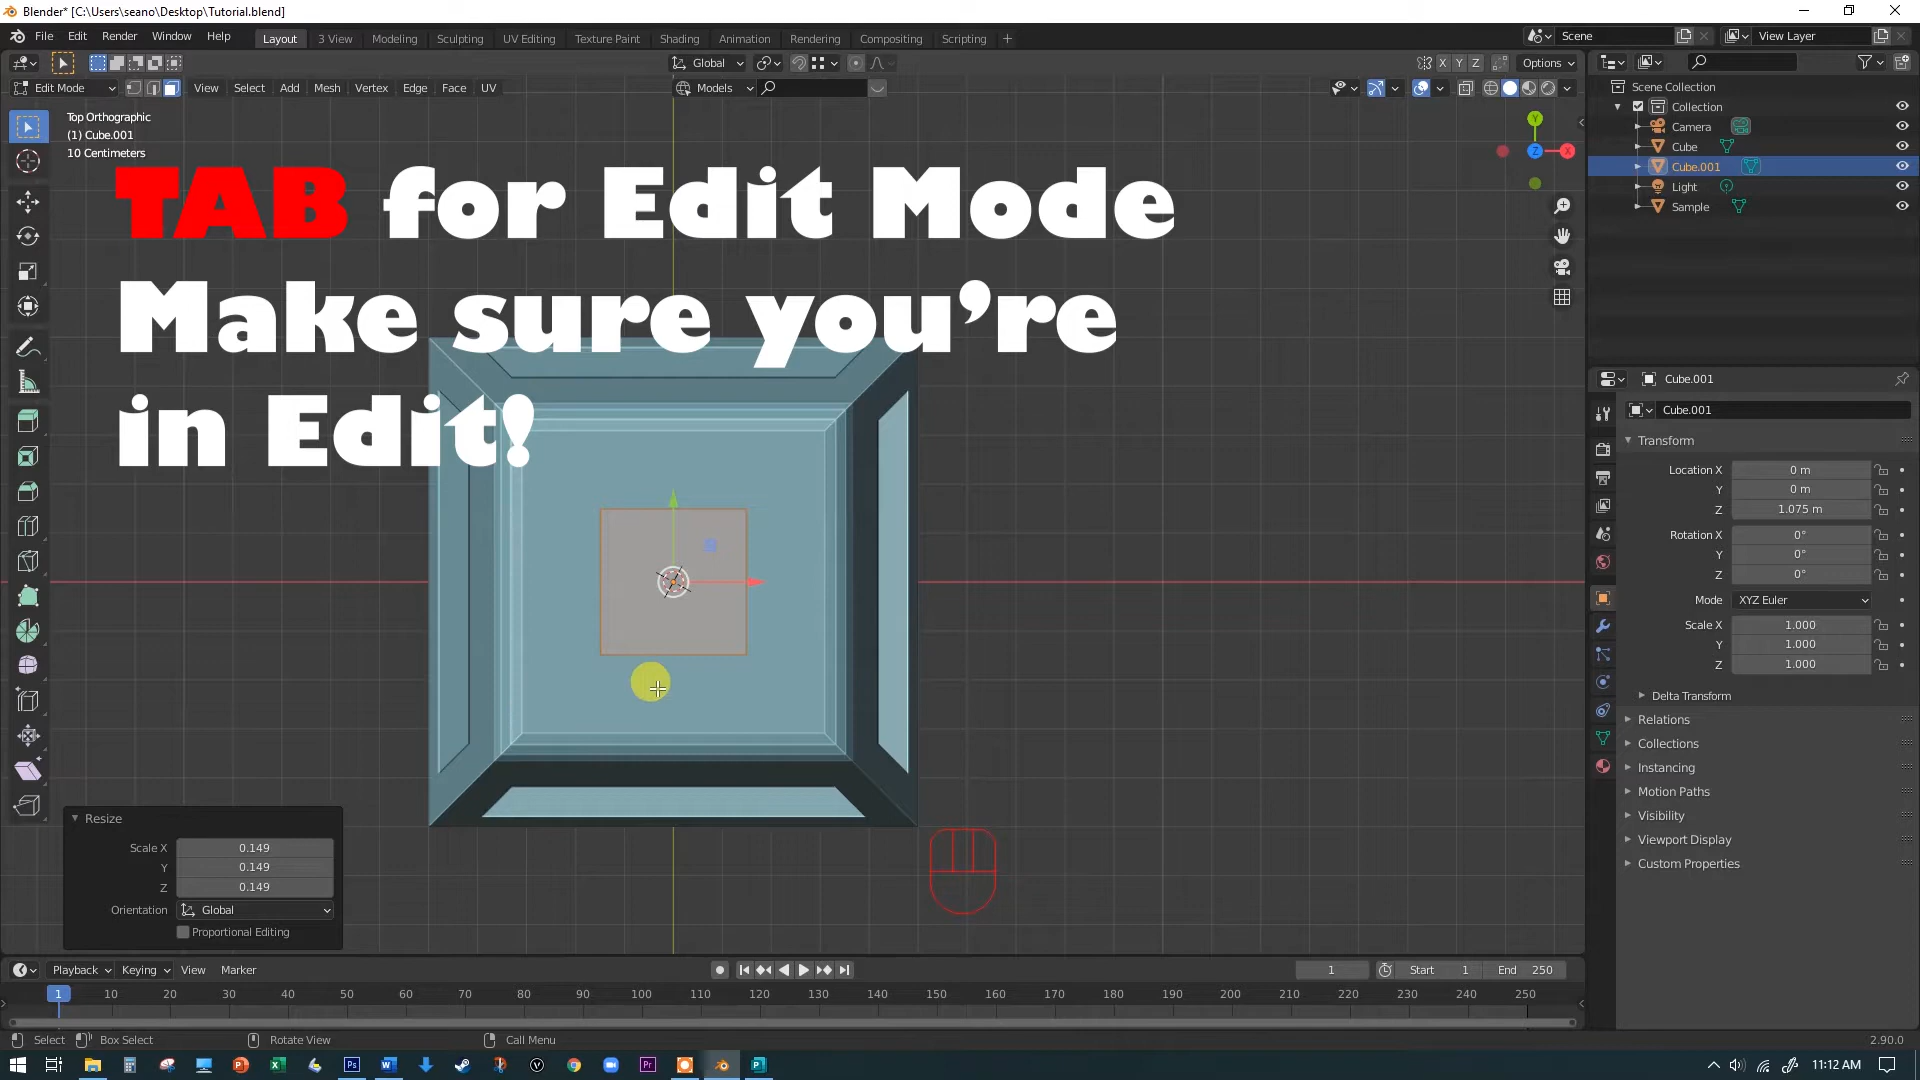 Blender* [C:\Users\seano\Desktop\Tutorial.blend]
File Edit Render Window Help Layout 3 View Modeling Sculpting UV Editing Texture Paint Shading Animation Rendering Compositing Scripting + Scene View Layer
Global X Y Z Options
Edit Mode View Select Add Mesh Vertex Edge Face UV Models
Top Orthographic
(1) Cube.001
10 Centimeters
TAB for Edit Mode
Make sure you're
in Edit!
Y
Z
X
Scene Collection
Collection
Camera
Cube
Cube.001
Light
Sample
Cube.001
Cube.001
Transform
Location X 0 m
Y 0 m
Z 1.075 m
Rotation X 0°
Y 0°
Z 0°
Mode XYZ Euler
Scale X 1.000
Y 1.000
Z 1.000
Delta Transform
Relations
Collections
Instancing
Motion Paths
Visibility
Viewport Display
Custom Properties
Resize
Scale X 0.149
Y 0.149
Z 0.149
Orientation Global
Proportional Editing
Playback Keying View Marker 1 Start 1 End 250
1 10 20 30 40 50 60 70 80 90 100 110 120 130 140 150 160 170 180 190 200 210 220 230 240 250
Select Box Select Rotate View Call Menu 2.90.0
11:12 AM